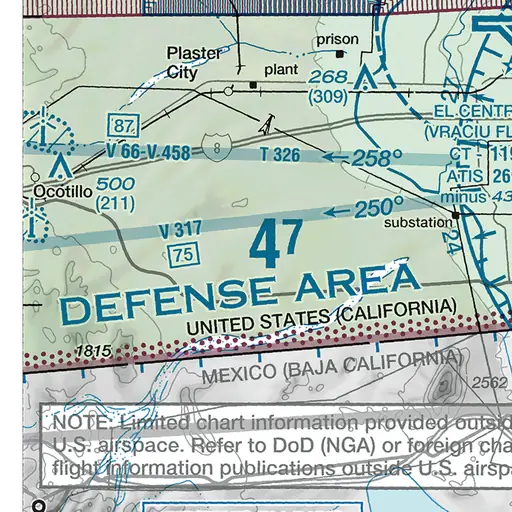 prison
Plaster
City
plant
268
(309)
EL CENTR
(VRACIU FL
87
8
V 66-V 458
T 326
258°
CT - 119
ATIS 26
minus 43
Ocotillo
500
(211)
250°
substation
V 317
47
75
24
DEFENSE AREA
UNITED STATES (CALIFORNIA)
1815
MEXICO (BAJA CALIFORNIA)
2562
NOTE: Limited chart information provided outsid
U.S. airspace. Refer to DoD (NGA) or foreign cha
flight information publications outside U.S. airsp